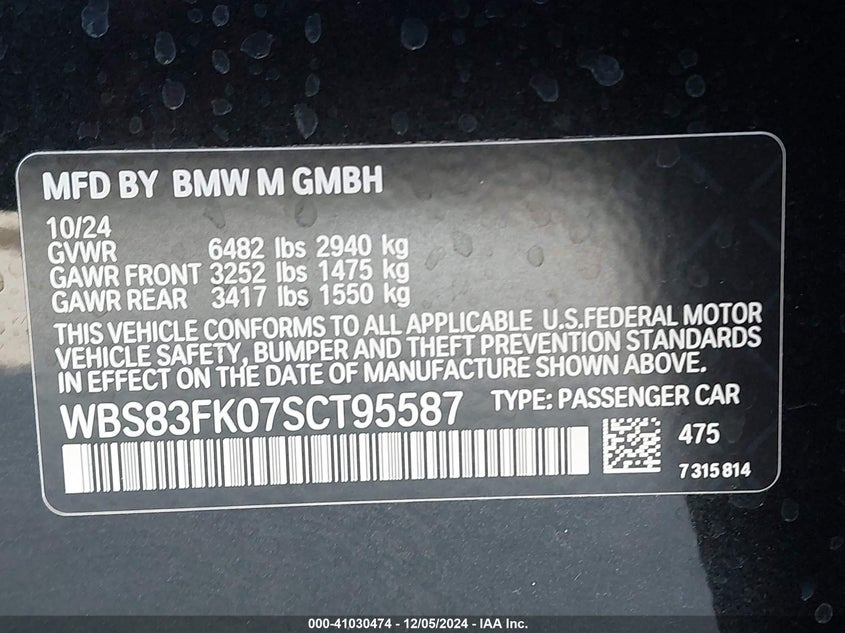 MFD BY BMW M GMBH
10/24
GVWR 6482 lbs 2940 kg
GAWR FRONT 3252 lbs 1475 kg
GAWR REAR 3417 lbs 1550 kg
THIS VEHICLE CONFORMS TO ALL APPLICABLE U.S.FEDERAL MOTOR
VEHICLE SAFETY, BUMPER AND THEFT PREVENTION STANDARDS
IN EFFECT ON THE DATE OF MANUFACTURE SHOWN ABOVE.
WBS83FK07SCT95587 TYPE: PASSENGER CAR
475
7315814
000-41030474 - 12/05/2024 - IAA Inc.